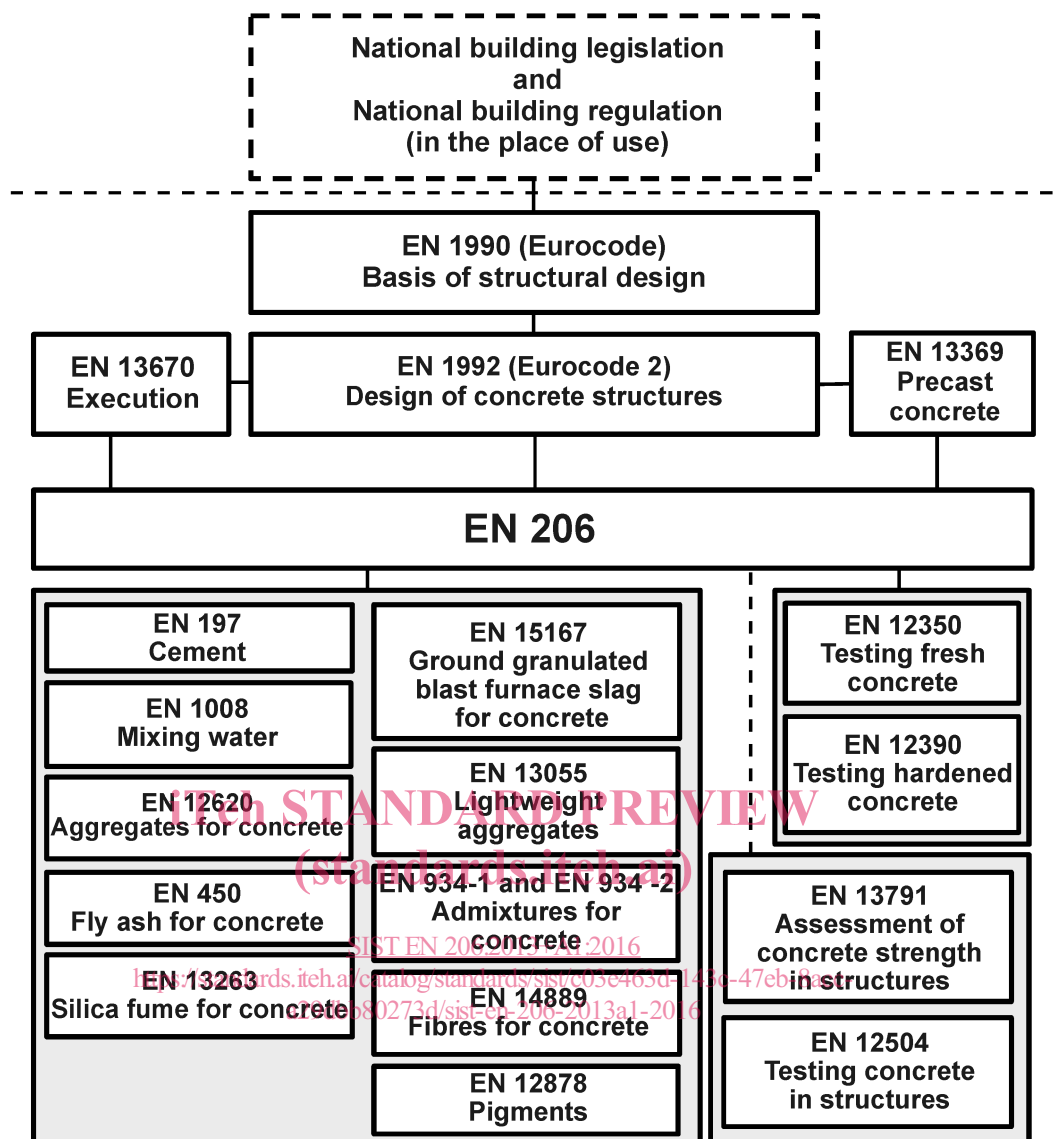 National building legislation
and
National building regulation
(in the place of use)
EN 1990 (Eurocode)
Basis of structural design
EN 13670
Execution
EN 1992 (Eurocode 2)
Design of concrete structures
EN 13369
Precast
concrete
EN 206
EN 197
Cement
EN 1008
Mixing water
EN 12620
Aggregates for concrete
EN 450
Fly ash for concrete
EN 13263
Silica fume for concrete
EN 15167
Ground granulated
blast furnace slag
for concrete
EN 13055
Lightweight
aggregates
EN 934-1 and EN 934 -2
Admixtures for
concrete
EN 14889
Fibres for concrete
EN 12878
Pigments
EN 12350
Testing fresh
concrete
EN 12390
Testing hardened
concrete
EN 13791
Assessment of
concrete strength
in structures
EN 12504
Testing concrete
in structures
iTeh STANDARD PREVIEW
(standards.iteh.ai)
SIST EN 206:2013+A1:2016